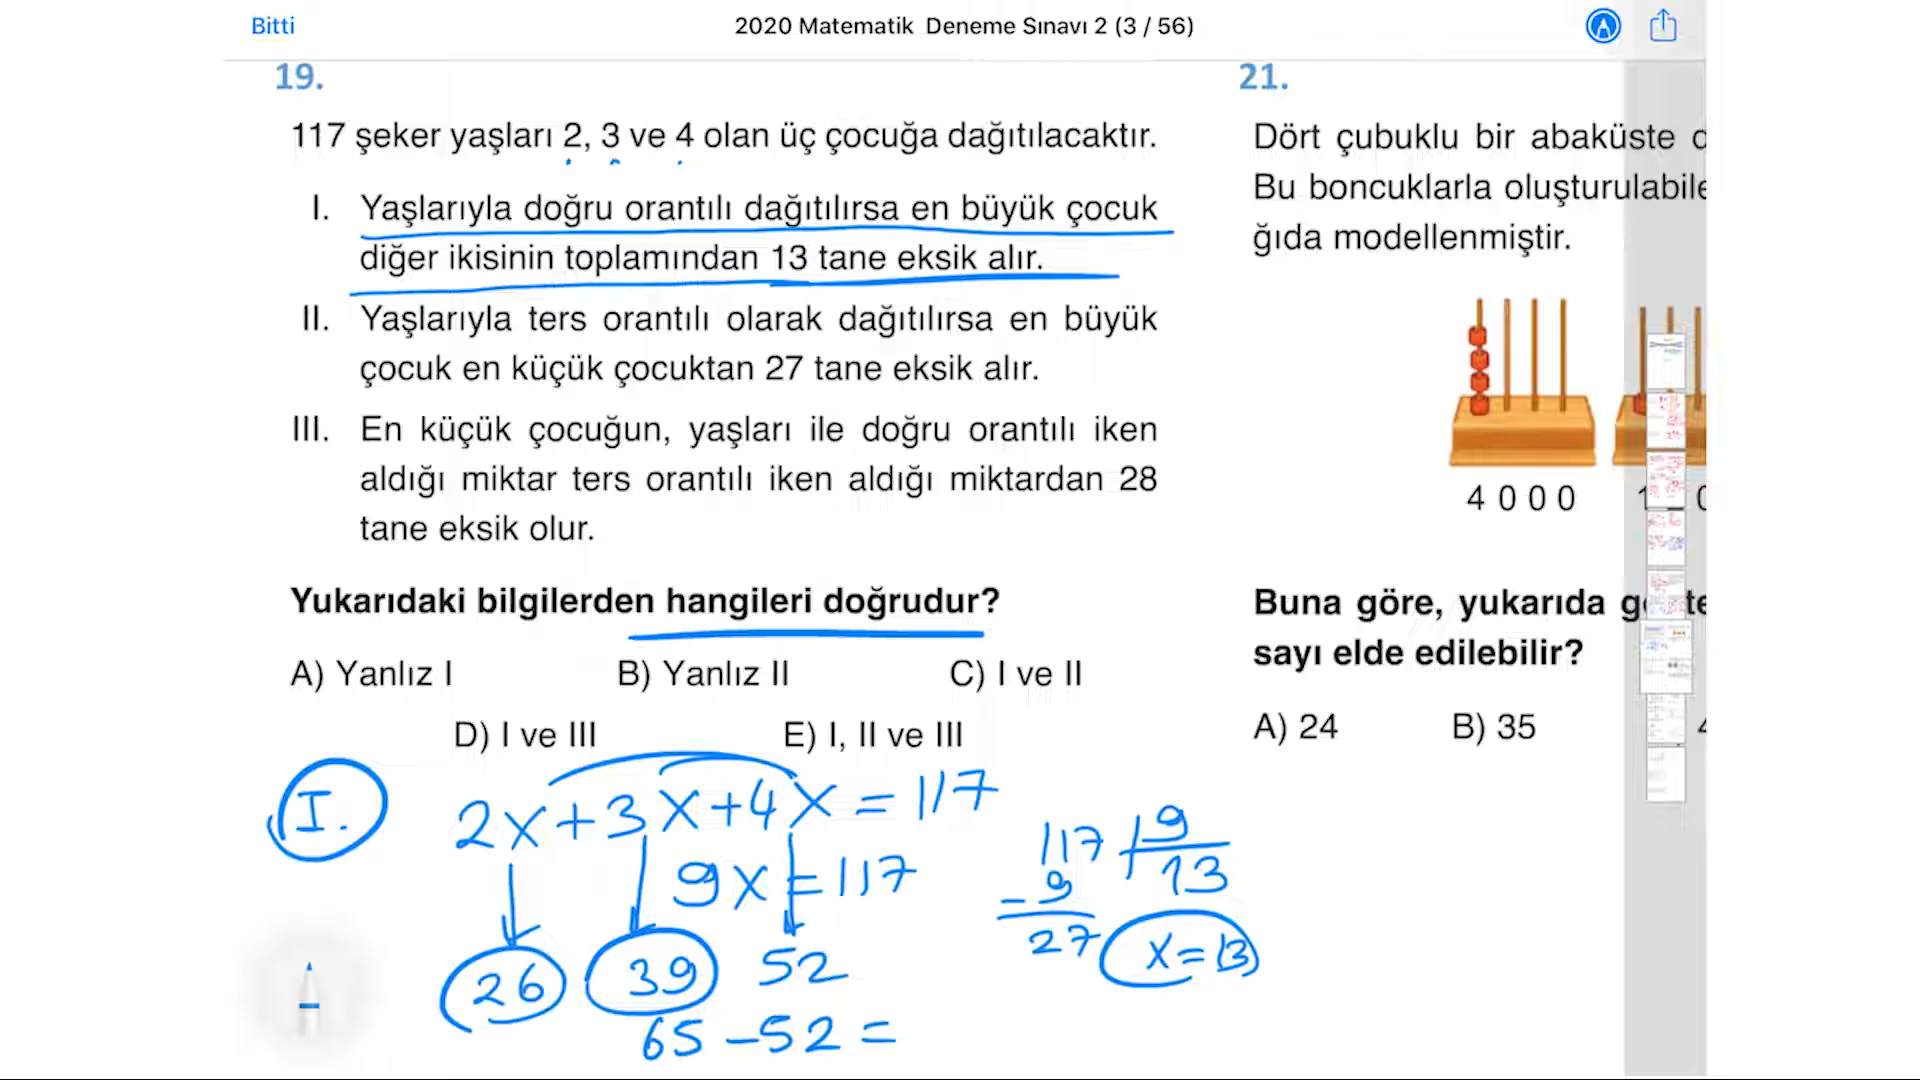 Bitti
2020 Matematik Deneme Sınavı 2 (3 / 56)
19.
117 şeker yaşları 2, 3 ve 4 olan üç çocuğa dağıtılacaktır.
I. Yaşlarıyla doğru orantılı dağıtılırsa en büyük çocuk
diğer ikisinin toplamından 13 tane eksik alır.
II. Yaşlarıyla ters orantılı olarak dağıtılırsa en büyük
çocuk en küçük çocuktan 27 tane eksik alır.
III. En küçük çocuğun, yaşları ile doğru orantılı iken
aldığı miktar ters orantılı iken aldığı miktardan 28
tane eksik olur.
Yukarıdaki bilgilerden hangileri doğrudur?
A) Yanlız I B) Yanlız II C) I ve II
D) I ve III E) I, II ve III
I. 2x+3x+4x=117
9x=117
26 39 52
65-52=
117 9
-9 13
27 x=13
21.
Dört çubuklu bir abaküste
Bu boncuklarla
ğıda modellenmiştir.
4 0 0 0
Buna göre, yukarıda
sayı elde edilebilir?
A) 24 B) 35